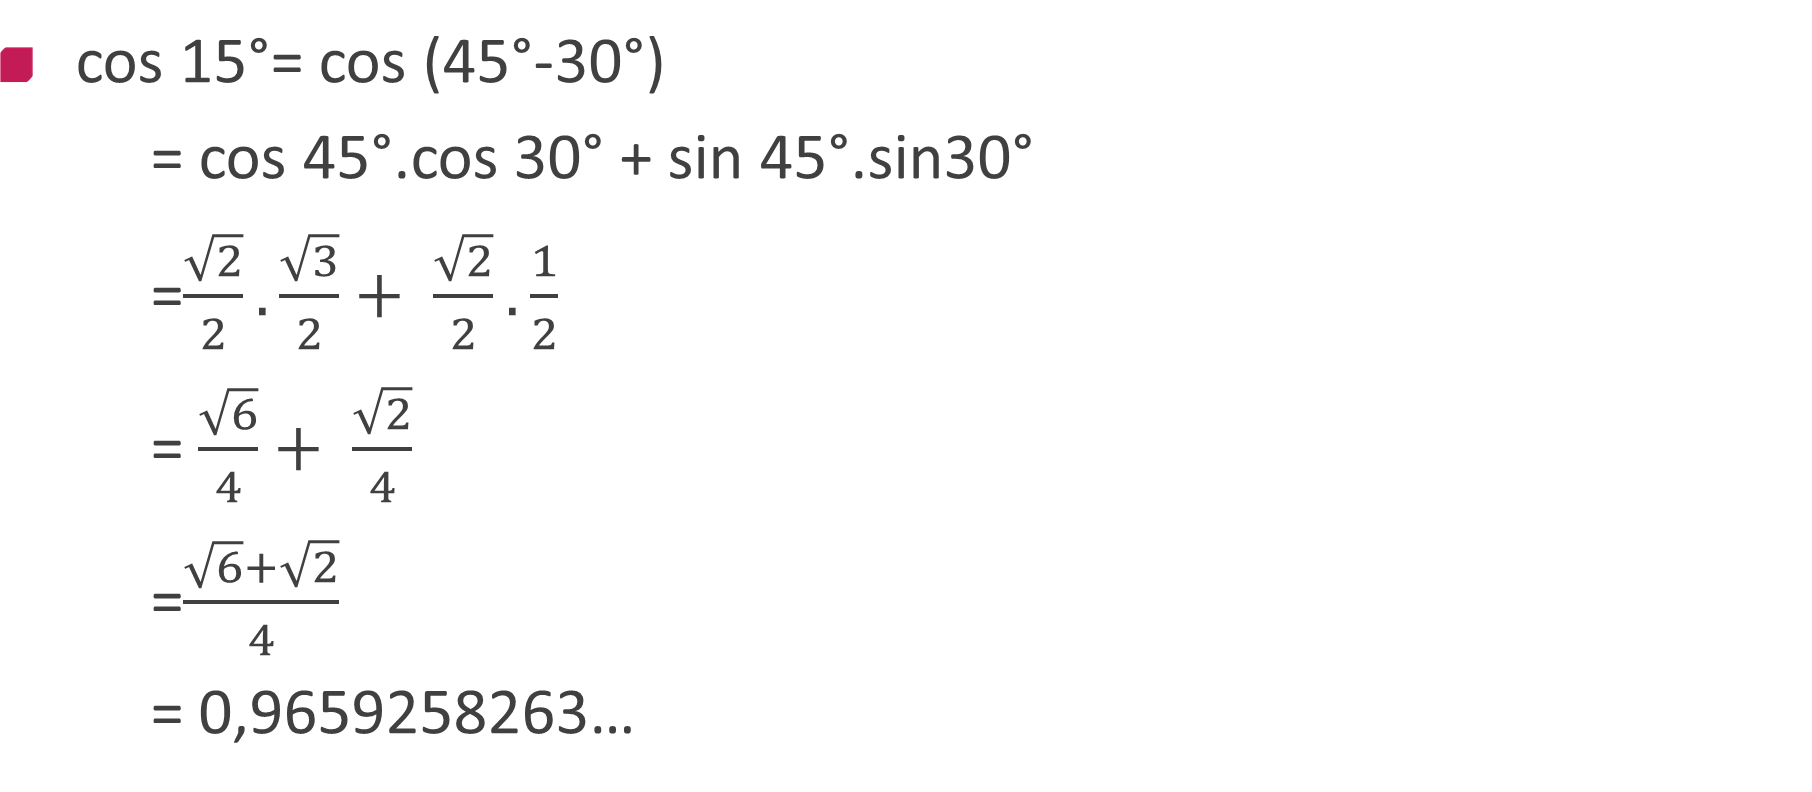 cos 15°= cos (45°-30°)
= cos 45°.cos 30° + sin 45°.sin30°
=√2/2 . √3/2 + √2/2 . 1/2
= √6/4 + √2/4
=(√6+√2)/4
= 0,9659258263...